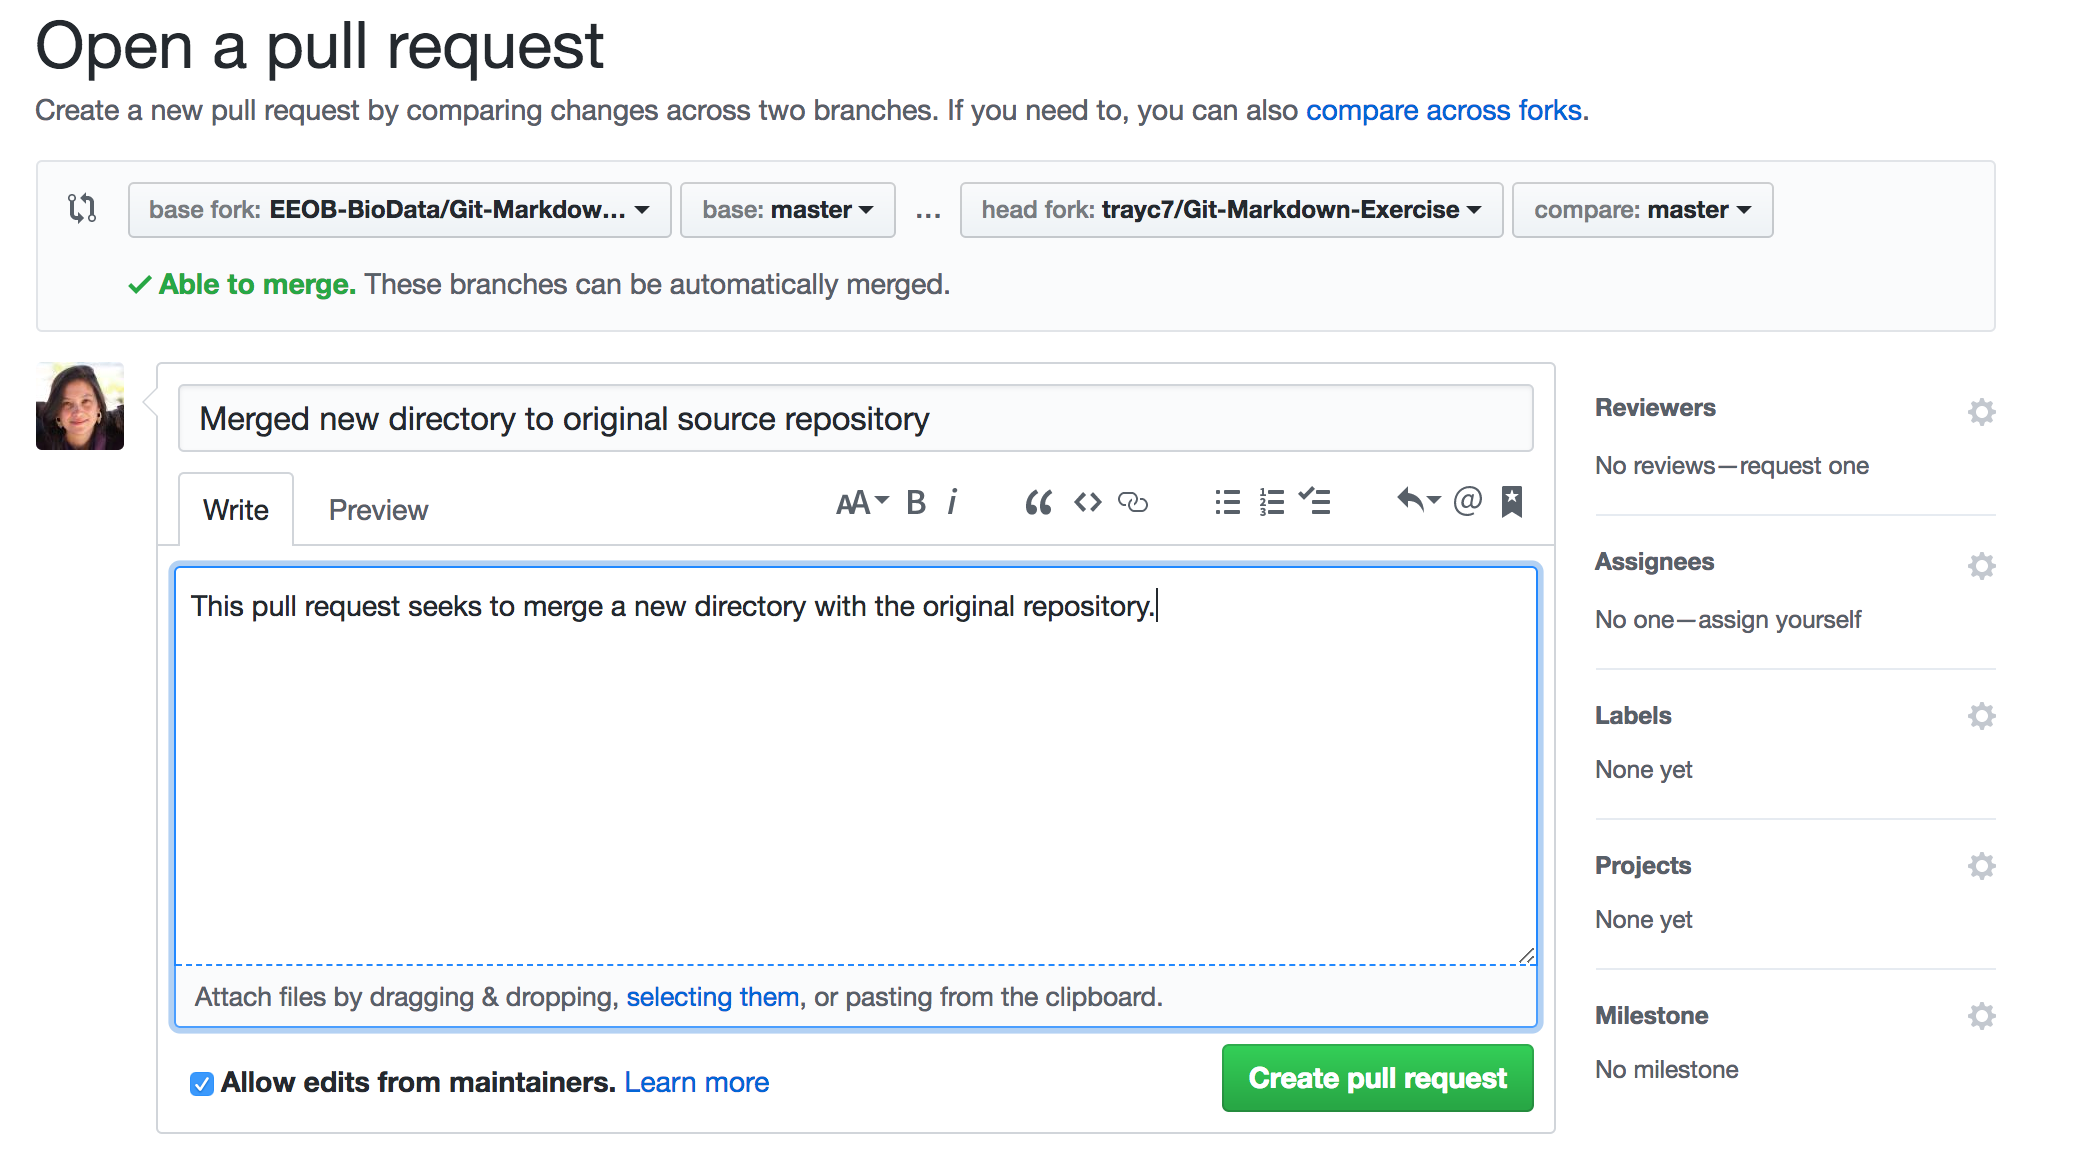 Open a pull request
Create a new pull request by comparing changes across two branches. If you need to, you can also compare across forks.
base fork: EEOB-BioData/Git-Markdow... base: master ... head fork: trayc7/Git-Markdown-Exercise compare: master
Able to merge. These branches can be automatically merged.
Merged new directory to original source repository
Write Preview AA B i @
This pull request seeks to merge a new directory with the original repository.
Attach files by dragging & dropping, selecting them, or pasting from the clipboard.
Allow edits from maintainers. Learn more
Create pull request
Reviewers
No reviews—request one
Assignees
No one—assign yourself
Labels
None yet
Projects
None yet
Milestone
No milestone